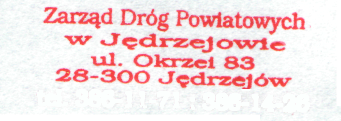 Zarząd Dróg Powiatowych
w Jędrzejowie
ul. Okrzei 83
28-300 Jędrzejów